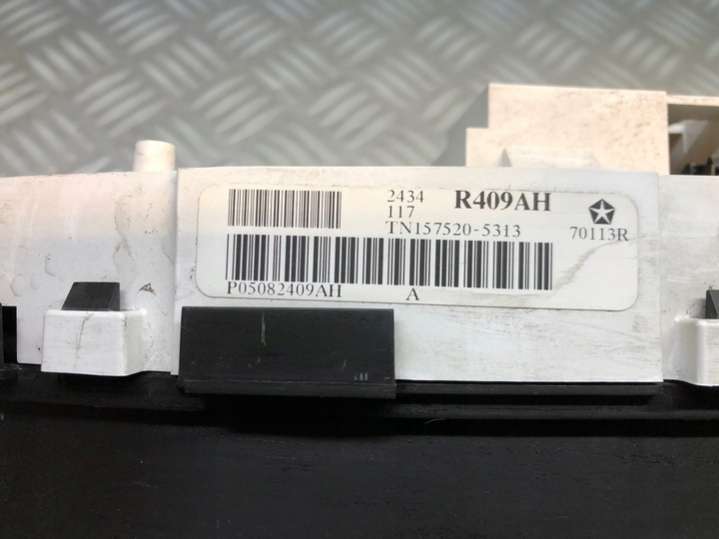 2434 R409AH
117
TN157520-5313 70113R
P05082409AH A